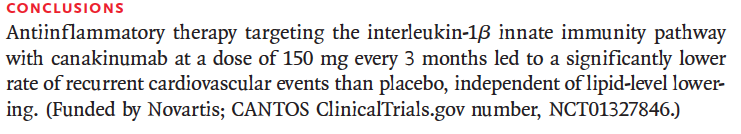 CONCLUSIONS
Antiinflammatory therapy targeting the interleukin-1β innate immunity pathway
with canakinumab at a dose of 150 mg every 3 months led to a significantly lower
rate of recurrent cardiovascular events than placebo, independent of lipid-level lower-
ing. (Funded by Novartis; CANTOS ClinicalTrials.gov number, NCT01327846.)